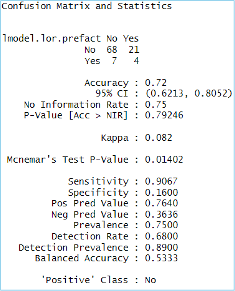 Confusion Matrix and Statistics
lmodel.lor.prefact No Yes
No 68 21
Yes 7 4
Accuracy : 0.72
95% CI : (0.6213, 0.8052)
No Information Rate : 0.75
P-Value [Acc > NIR] : 0.79246
Kappa : 0.082
Mcnemar's Test P-Value : 0.01402
Sensitivity : 0.9067
Specificity : 0.1600
Pos Pred Value : 0.7640
Neg Pred Value : 0.3636
Prevalence : 0.7500
Detection Rate : 0.6800
Detection Prevalence : 0.8900
Balanced Accuracy : 0.5333
'Positive' Class : No